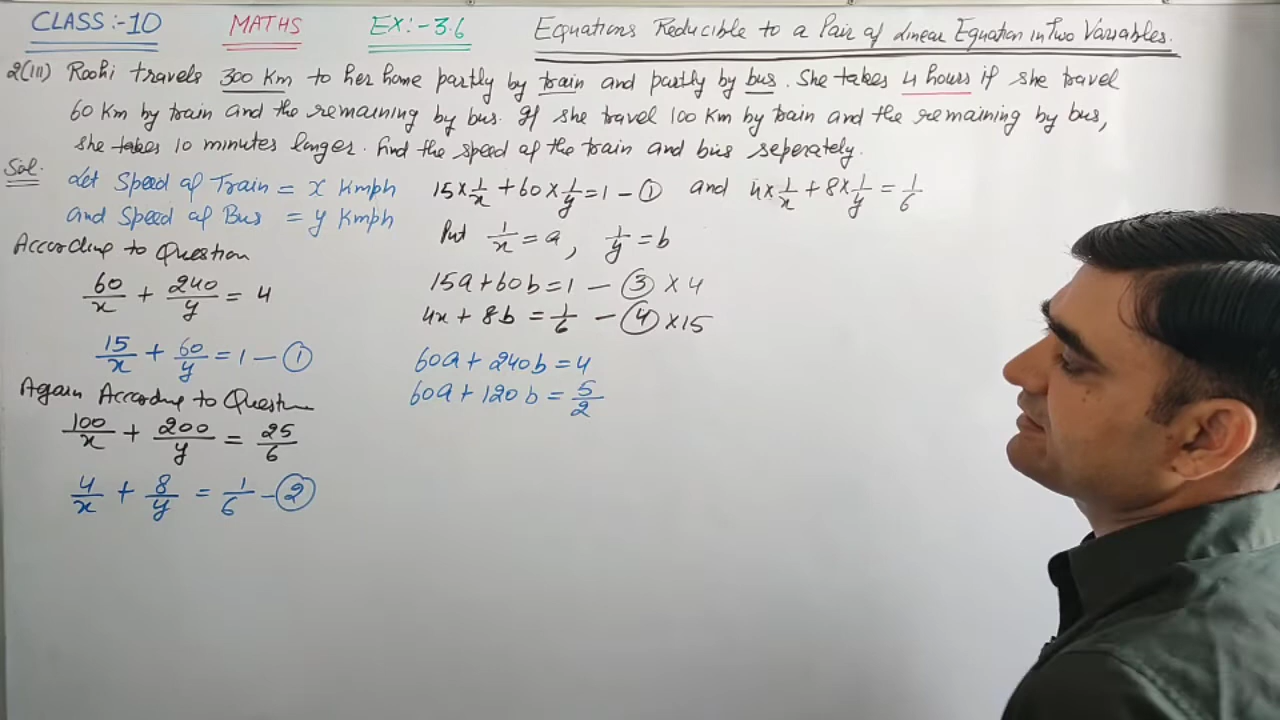 CLASS:-10 MATHS EX:-3.6 Equations Reducible to a Pair of Linear Equation in Two Variables.
2(III) Roohi travels 300 Km to her home partly by train and partly by bus. She takes 4 hours if she travel
60 Km by train and the remaining by bus. If she travel 100 Km by train and the remaining by bus,
she takes 10 minutes longer. Find the speed of the train and bus seperately.
Sol.
Let Speed of Train = x Kmph
and Speed of Bus = y Kmph
According to Question
60/x + 240/y = 4
15/x + 60/y = 1 - ①
Again According to Question
100/x + 200/y = 25/6
4/x + 8/y = 1/6 - ②
15 × 1/x + 60 × 1/y = 1 - ① and 4 × 1/x + 8 × 1/y = 1/6
Put 1/x = a, 1/y = b
15a + 60b = 1 - ③ × 4
4x + 8b = 1/6 - ④ × 15
60a + 240b = 4
60a + 120b = 5/2